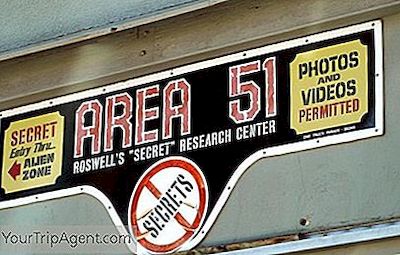 SECRET
Entry Thru...
ALIEN
ZONE
AREA 51
ROSWELL'S "SECRET" RESEARCH CENTER
SECRETS
PHOTOS
AND
VIDEOS
PERMITTED
YourTripAgent.com